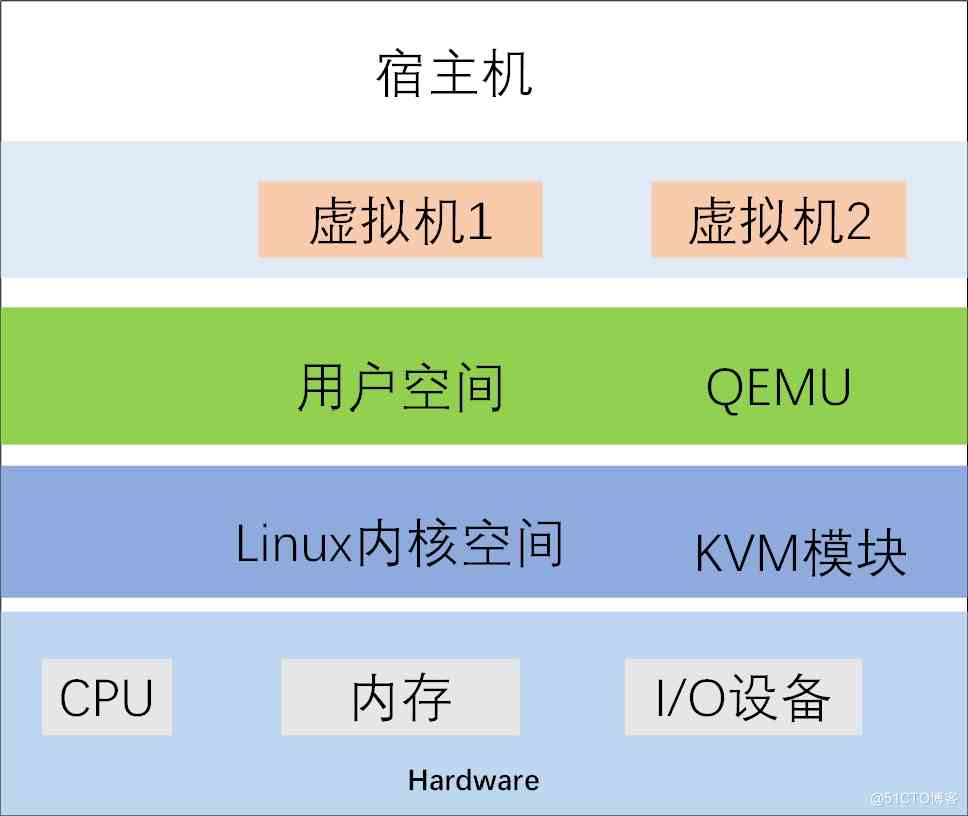 宿主机
虚拟机1 虚拟机2
用户空间 QEMU
Linux内核空间 KVM模块
CPU 内存 I/O设备
Hardware
@51CTO博客